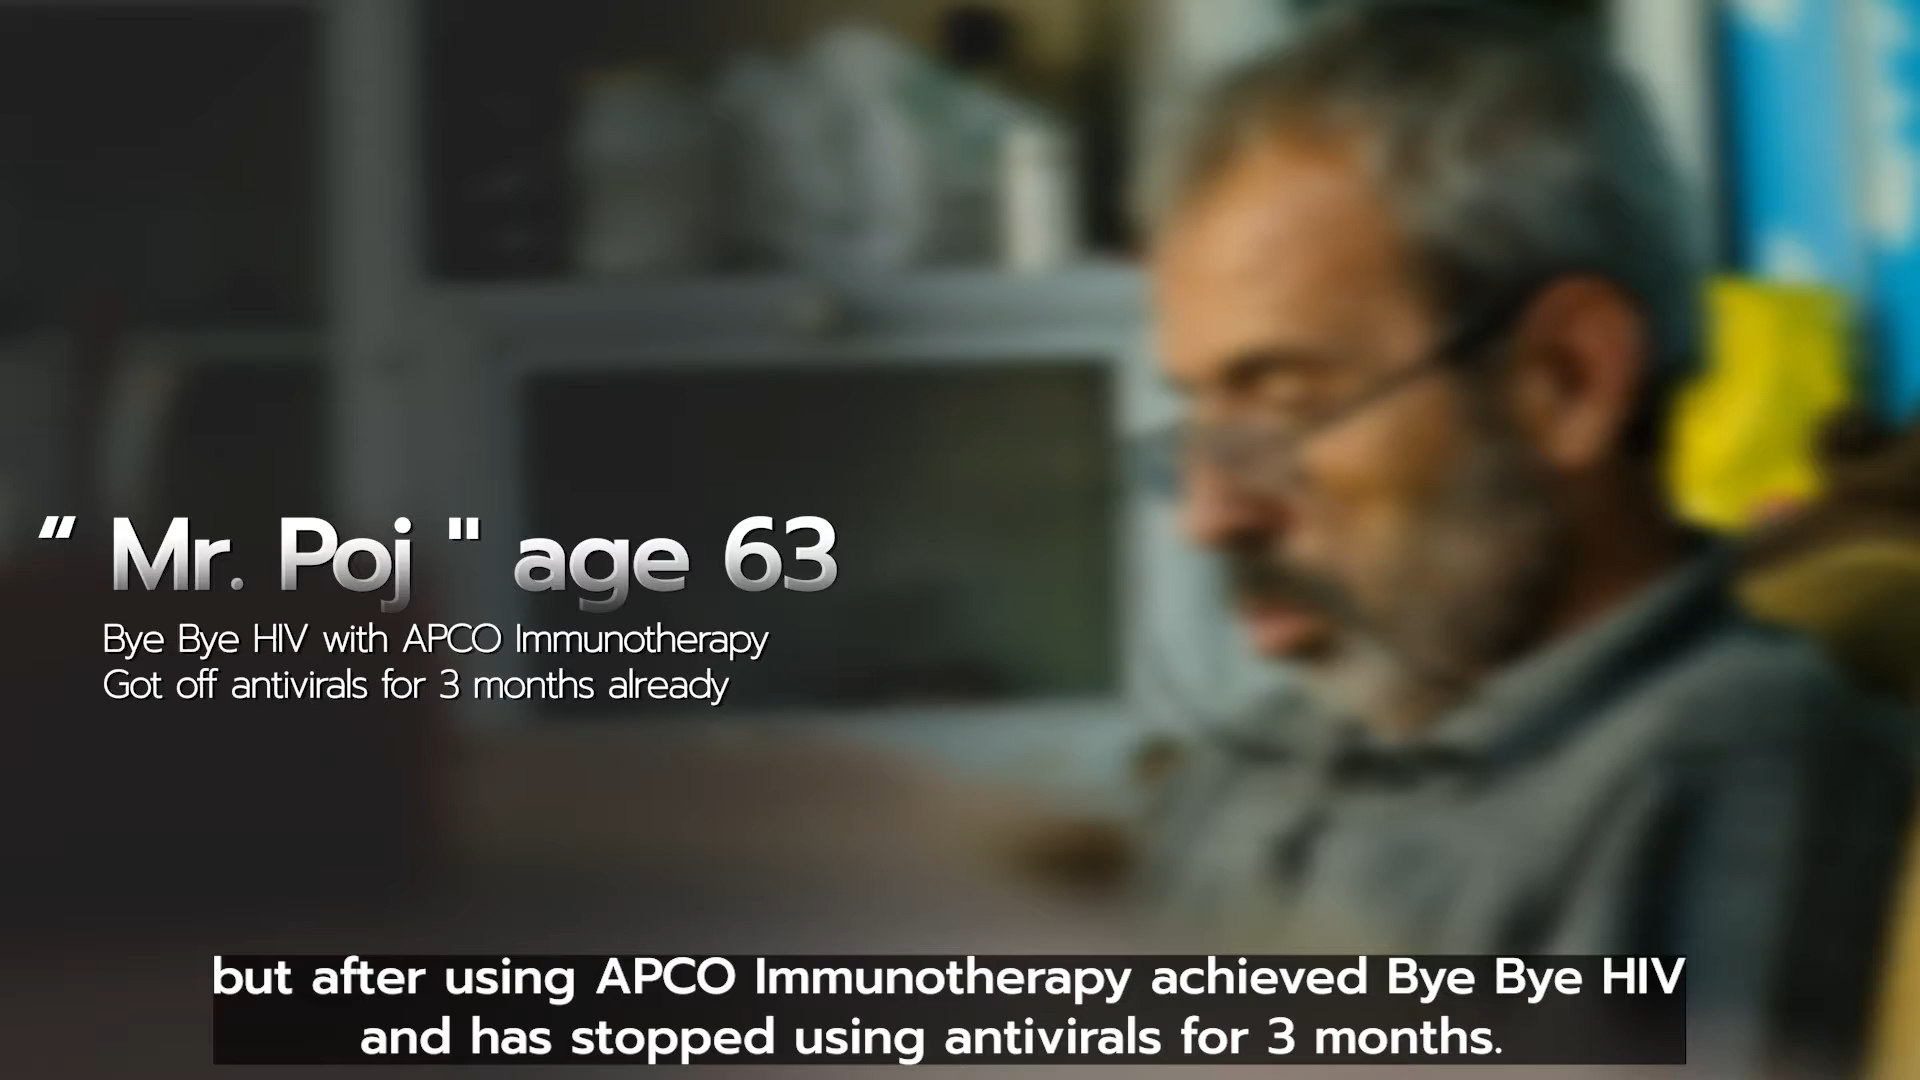 “ Mr. Poj " age 63
Bye Bye HIV with APCO Immunotherapy
Got off antivirals for 3 months already
but after using APCO Immunotherapy achieved Bye Bye HIV
and has stopped using antivirals for 3 months.